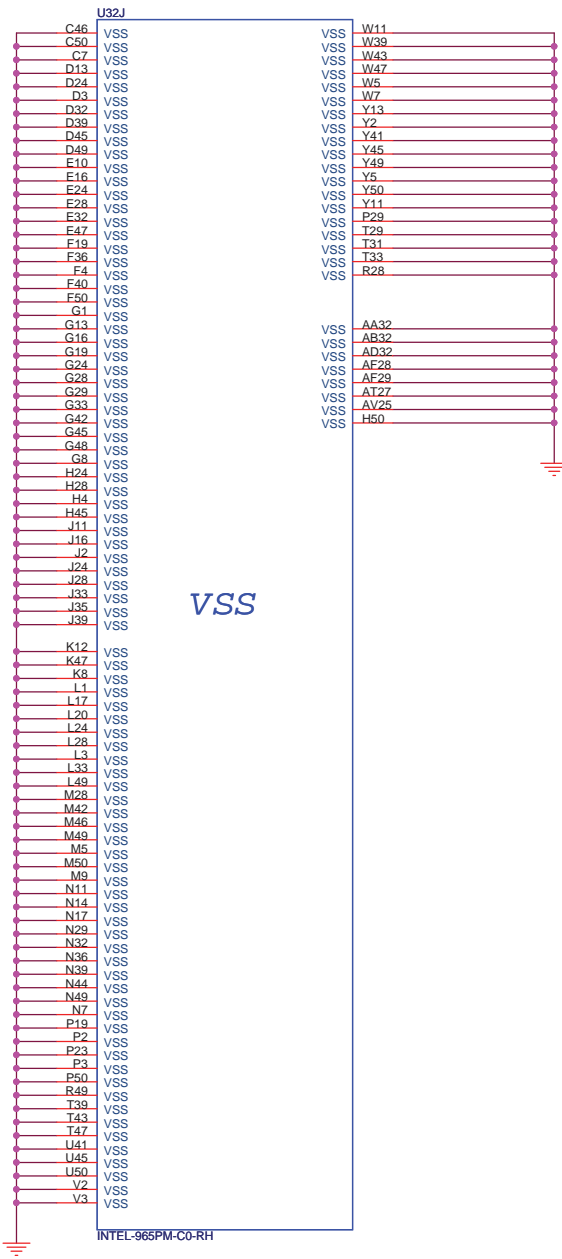 U32J
C46 VSS VSS W11
C50 VSS VSS W39
C7 VSS VSS W43
D13 VSS VSS W47
D24 VSS VSS W5
D3 VSS VSS W7
D32 VSS VSS Y13
D39 VSS VSS Y2
D45 VSS VSS Y41
D49 VSS VSS Y45
E10 VSS VSS Y49
E16 VSS VSS Y5
E24 VSS VSS Y50
E28 VSS VSS Y11
E32 VSS VSS P29
E47 VSS VSS T29
F19 VSS VSS T31
F36 VSS VSS T33
F4 VSS VSS R28
F40 VSS
F50 VSS
G1 VSS
G13 VSS VSS AA32
G16 VSS VSS AB32
G19 VSS VSS AD32
G24 VSS VSS AF28
G28 VSS VSS AF29
G29 VSS VSS AT27
G33 VSS VSS AV25
G42 VSS VSS H50
G45 VSS
G48 VSS
G8 VSS
H24 VSS
H28 VSS
H4 VSS
H45 VSS
J11 VSS
J16 VSS
J2 VSS
J24 VSS
J28 VSS
J33 VSS
J35 VSS
J39 VSS
VSS
K12 VSS
K47 VSS
K8 VSS
L1 VSS
L17 VSS
L20 VSS
L24 VSS
L28 VSS
L3 VSS
L33 VSS
L49 VSS
M28 VSS
M42 VSS
M46 VSS
M49 VSS
M5 VSS
M50 VSS
M9 VSS
N11 VSS
N14 VSS
N17 VSS
N29 VSS
N32 VSS
N36 VSS
N39 VSS
N44 VSS
N49 VSS
N7 VSS
P19 VSS
P2 VSS
P23 VSS
P3 VSS
P50 VSS
R49 VSS
T39 VSS
T43 VSS
T47 VSS
U41 VSS
U45 VSS
U50 VSS
V2 VSS
V3 VSS
INTEL-965PM-C0-RH